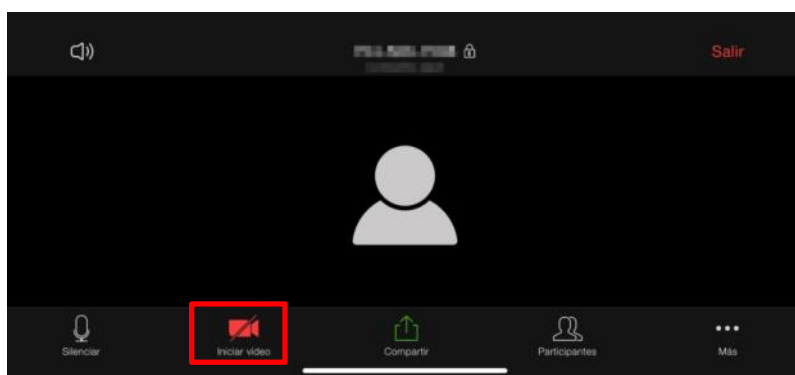 Salir
Silenciar
Iniciar video
Compartir
Participantes
Más